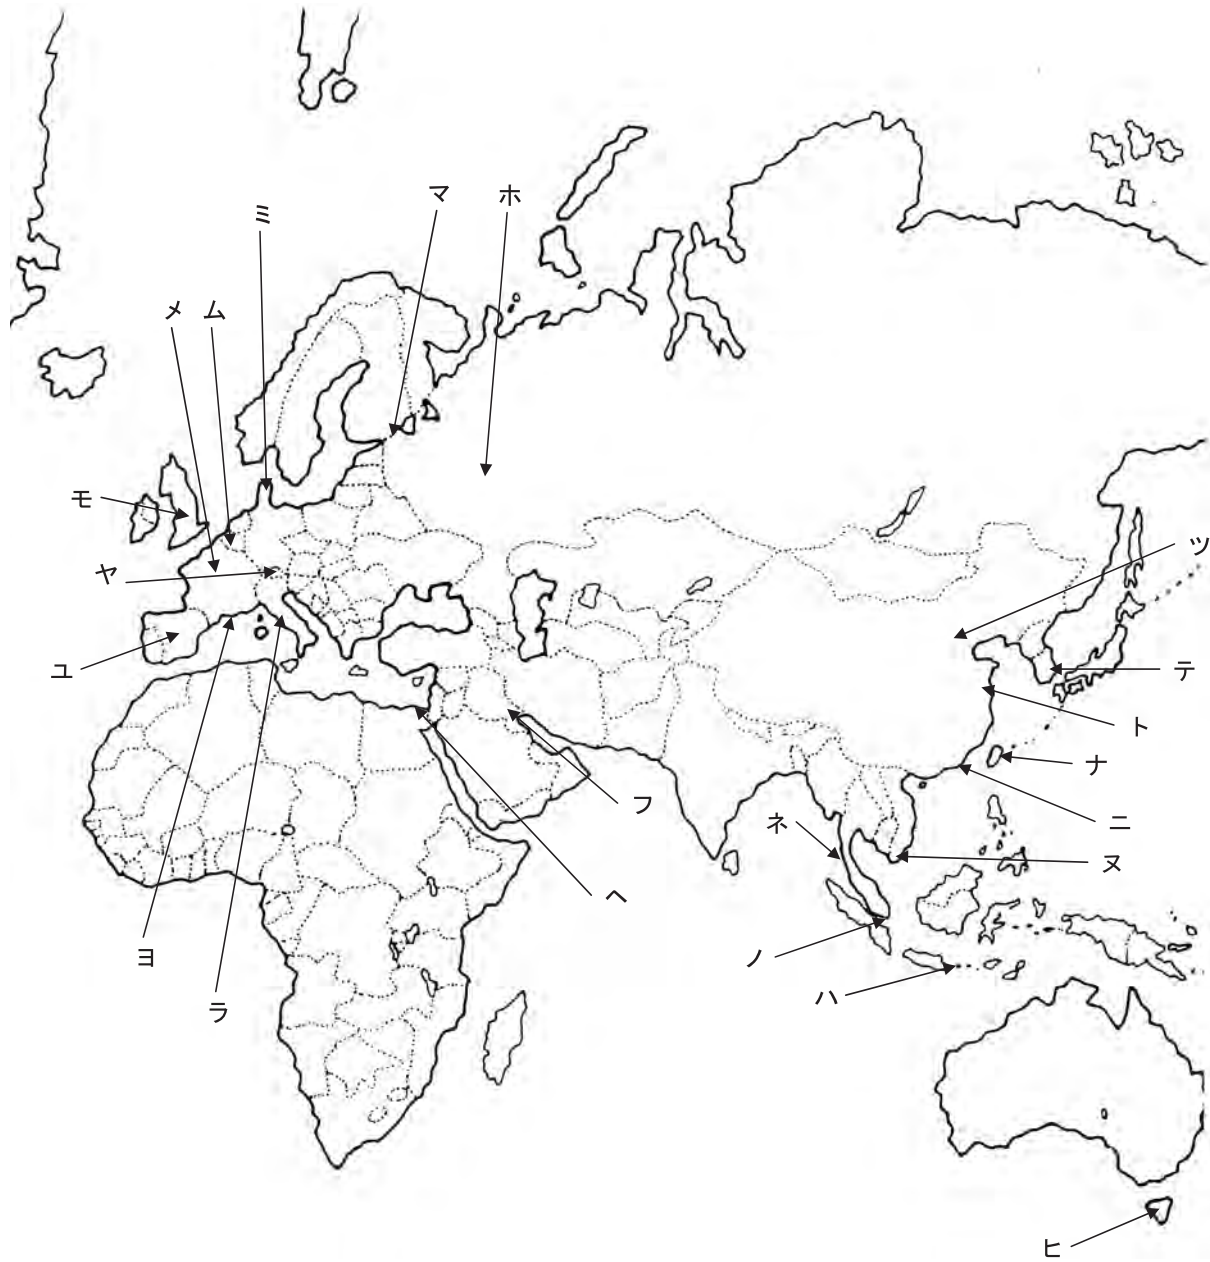 マ
ホ
ミ
メ
ム
モ
ツ
ヤ
ユ
テ
ト
ナ
フ
ニ
ネ
ヌ
ヘ
ヨ
ノ
ハ
ラ
ヒ